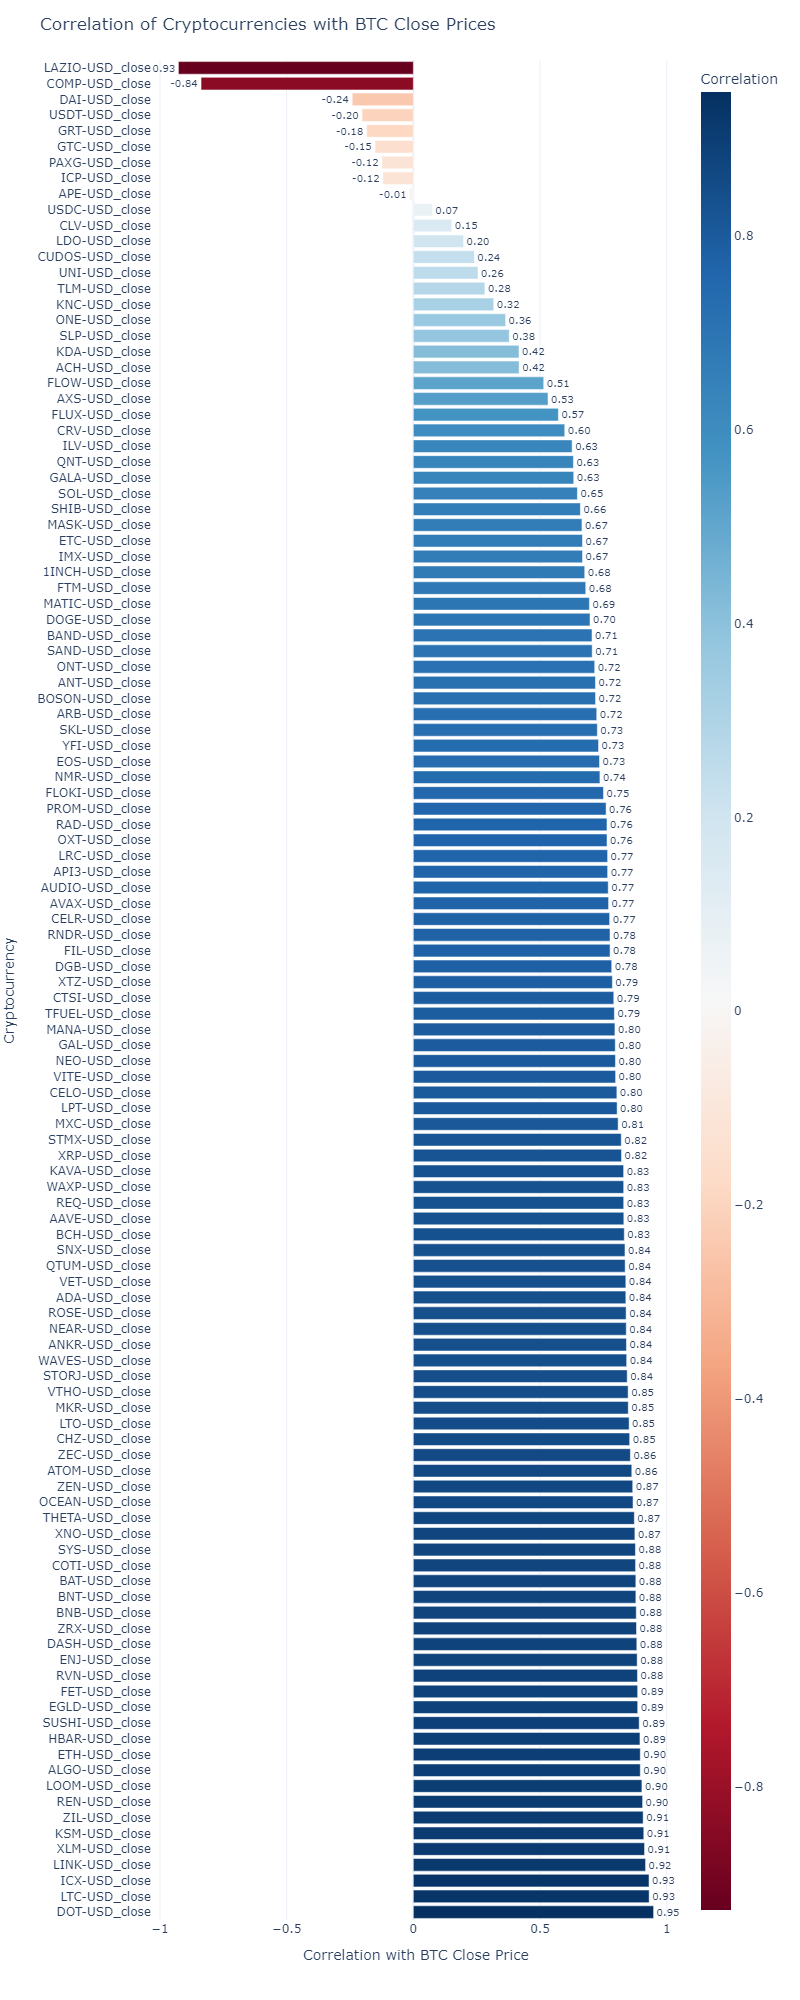 Correlation of Cryptocurrencies with BTC Close Prices
Correlation
LAZIO-USD_close 0.93
COMP-USD_close -0.84
DAI-USD_close -0.24
USDT-USD_close -0.20
GRT-USD_close -0.18
GTC-USD_close -0.15
PAXG-USD_close -0.12
ICP-USD_close -0.12
APE-USD_close -0.01
USDC-USD_close 0.07
CLV-USD_close 0.15
LDO-USD_close 0.20
CUDOS-USD_close 0.24
UNI-USD_close 0.26
TLM-USD_close 0.28
KNC-USD_close 0.32
ONE-USD_close 0.36
SLP-USD_close 0.38
KDA-USD_close 0.42
ACH-USD_close 0.42
FLOW-USD_close 0.51
AXS-USD_close 0.53
FLUX-USD_close 0.57
CRV-USD_close 0.60
ILV-USD_close 0.63
QNT-USD_close 0.63
GALA-USD_close 0.63
SOL-USD_close 0.65
SHIB-USD_close 0.66
MASK-USD_close 0.67
ETC-USD_close 0.67
IMX-USD_close 0.67
1INCH-USD_close 0.68
FTM-USD_close 0.68
MATIC-USD_close 0.69
DOGE-USD_close 0.70
BAND-USD_close 0.71
SAND-USD_close 0.71
ONT-USD_close 0.72
ANT-USD_close 0.72
BOSON-USD_close 0.72
ARB-USD_close 0.72
SKL-USD_close 0.73
YFI-USD_close 0.73
EOS-USD_close 0.73
NMR-USD_close 0.74
FLOKI-USD_close 0.75
PROM-USD_close 0.76
RAD-USD_close 0.76
OXT-USD_close 0.76
LRC-USD_close 0.77
API3-USD_close 0.77
AUDIO-USD_close 0.77
AVAX-USD_close 0.77
CELR-USD_close 0.77
RNDR-USD_close 0.78
FIL-USD_close 0.78
DGB-USD_close 0.78
XTZ-USD_close 0.79
CTSI-USD_close 0.79
TFUEL-USD_close 0.79
MANA-USD_close 0.80
GAL-USD_close 0.80
NEO-USD_close 0.80
VITE-USD_close 0.80
CELO-USD_close 0.80
LPT-USD_close 0.80
MXC-USD_close 0.81
STMX-USD_close 0.82
XRP-USD_close 0.82
KAVA-USD_close 0.83
WAXP-USD_close 0.83
REQ-USD_close 0.83
AAVE-USD_close 0.83
BCH-USD_close 0.83
SNX-USD_close 0.84
QTUM-USD_close 0.84
VET-USD_close 0.84
ADA-USD_close 0.84
ROSE-USD_close 0.84
NEAR-USD_close 0.84
ANKR-USD_close 0.84
WAVES-USD_close 0.84
STORJ-USD_close 0.84
VTHO-USD_close 0.85
MKR-USD_close 0.85
LTO-USD_close 0.85
CHZ-USD_close 0.85
ZEC-USD_close 0.86
ATOM-USD_close 0.86
ZEN-USD_close 0.87
OCEAN-USD_close 0.87
THETA-USD_close 0.87
XNO-USD_close 0.87
SYS-USD_close 0.88
COTI-USD_close 0.88
BAT-USD_close 0.88
BNT-USD_close 0.88
BNB-USD_close 0.88
ZRX-USD_close 0.88
DASH-USD_close 0.88
ENJ-USD_close 0.88
RVN-USD_close 0.88
FET-USD_close 0.89
EGLD-USD_close 0.89
SUSHI-USD_close 0.89
HBAR-USD_close 0.89
ETH-USD_close 0.90
ALGO-USD_close 0.90
LOOM-USD_close 0.90
REN-USD_close 0.90
ZIL-USD_close 0.91
KSM-USD_close 0.91
XLM-USD_close 0.91
LINK-USD_close 0.92
ICX-USD_close 0.93
LTC-USD_close 0.93
DOT-USD_close 0.95
−1 −0.5 0 0.5 1
Correlation with BTC Close Price
Cryptocurrency
0.8
0.6
0.4
0.2
0
−0.2
−0.4
−0.6
−0.8